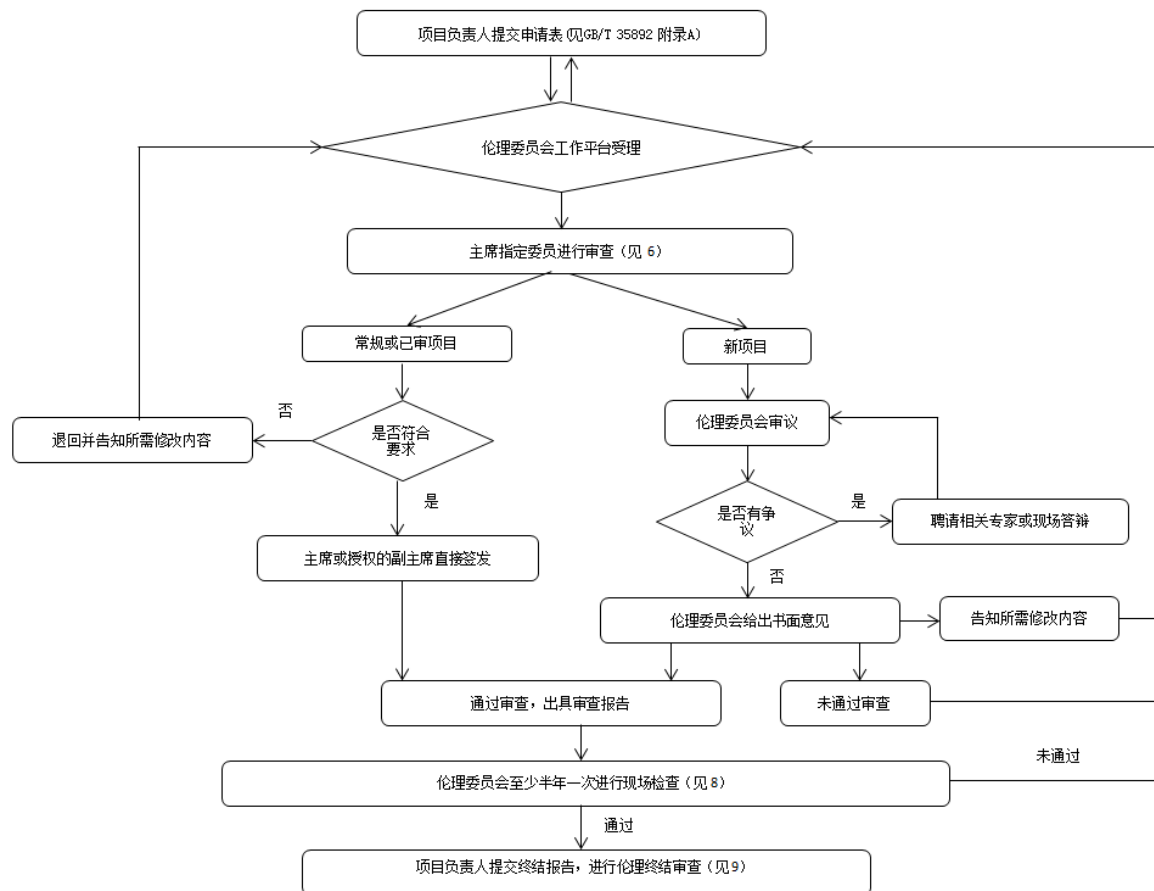 项目负责人提交申请表(见GB/T 35892 附录A)
伦理委员会工作平台受理
主席指定委员进行审查（见 6）
常规或已审项目
新项目
否
退回并告知所需修改内容
是否符合
要求
伦理委员会审议
是
是否有争
议
是
聘请相关专家或现场答辩
主席或授权的副主席直接签发
否
伦理委员会给出书面意见
告知所需修改内容
通过审查，出具审查报告
未通过审查
未通过
伦理委员会至少半年一次进行现场检查（见 8）
通过
项目负责人提交终结报告，进行伦理终结审查（见9）